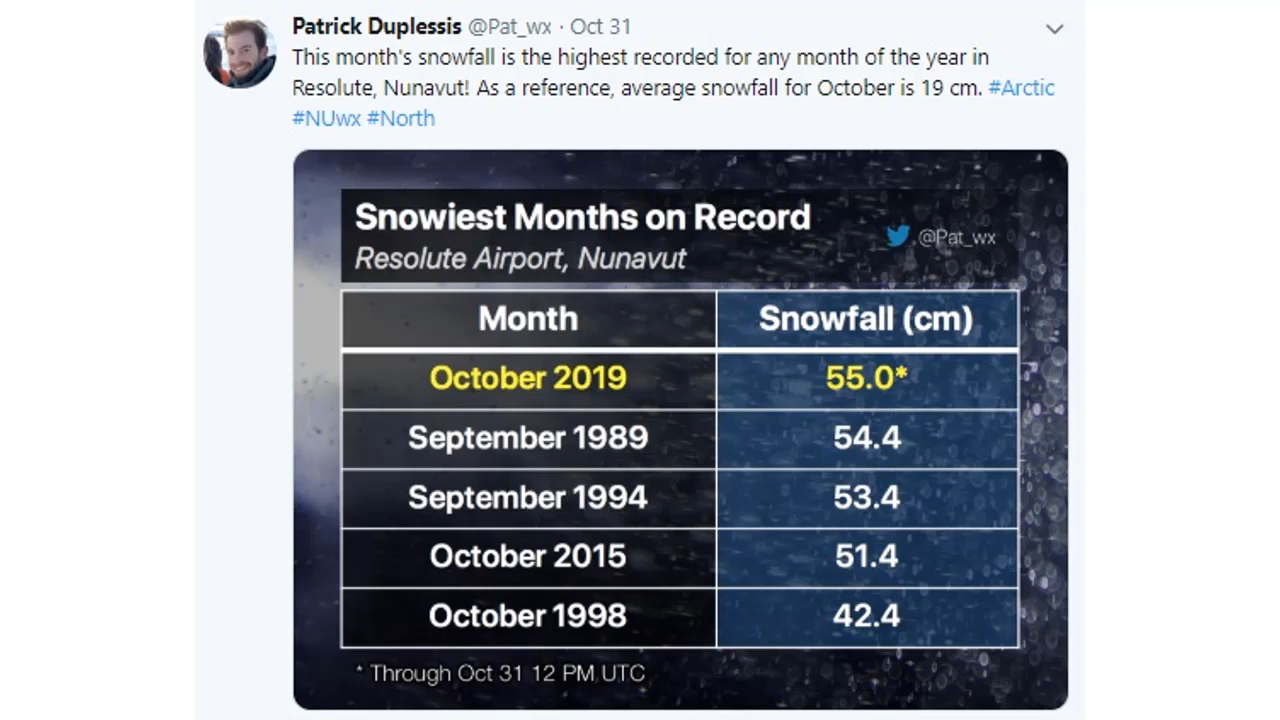 Patrick Duplessis @Pat_wx · Oct 31
This month's snowfall is the highest recorded for any month of the year in
Resolute, Nunavut! As a reference, average snowfall for October is 19 cm. #Arctic
#NUwx #North
Snowiest Months on Record
@Pat_wx
Resolute Airport, Nunavut
Month Snowfall (cm)
October 2019 55.0*
September 1989 54.4
September 1994 53.4
October 2015 51.4
October 1998 42.4
* Through Oct 31 12 PM UTC